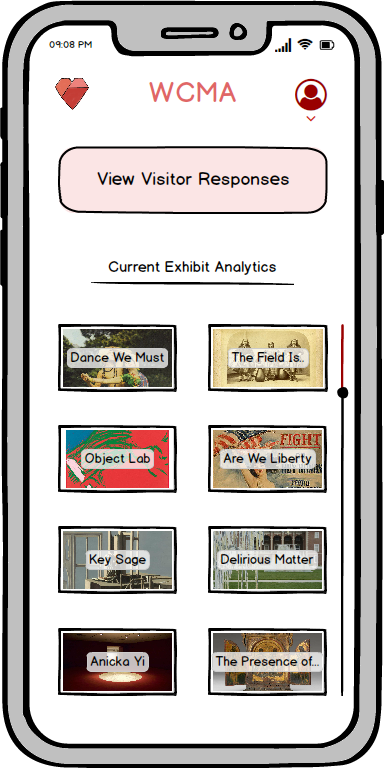 09:08 PM
WCMA
View Visitor Responses
Current Exhibit Analytics
Dance We Must
The Field Is..
Object Lab
FIGHT
Are We Liberty
Key Sage
Delirious Matter
Anicka Yi
The Presence of...